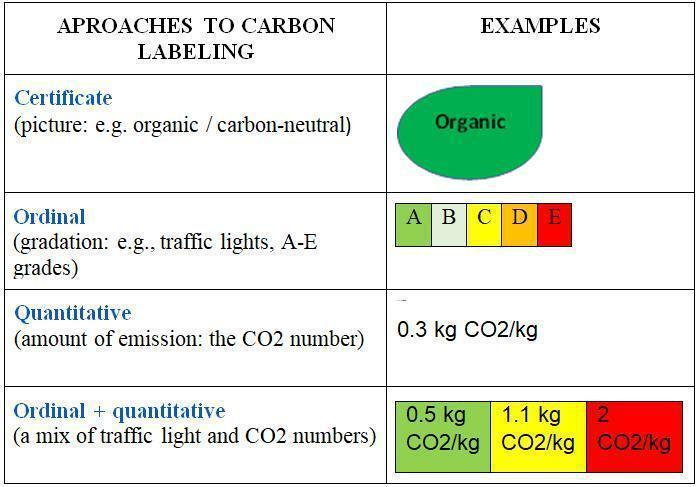 APROACHES TO CARBON
LABELING
EXAMPLES
Certificate
(picture: e.g. organic / carbon-neutral)
Organic
Ordinal
(gradation: e.g., traffic lights, A-E
grades)
A B C D E
Quantitative
(amount of emission: the CO2 number)
0.3 kg CO2/kg
Ordinal + quantitative
(a mix of traffic light and CO2 numbers)
0.5 kg
CO2/kg
1.1 kg
CO2/kg
2
CO2/kg